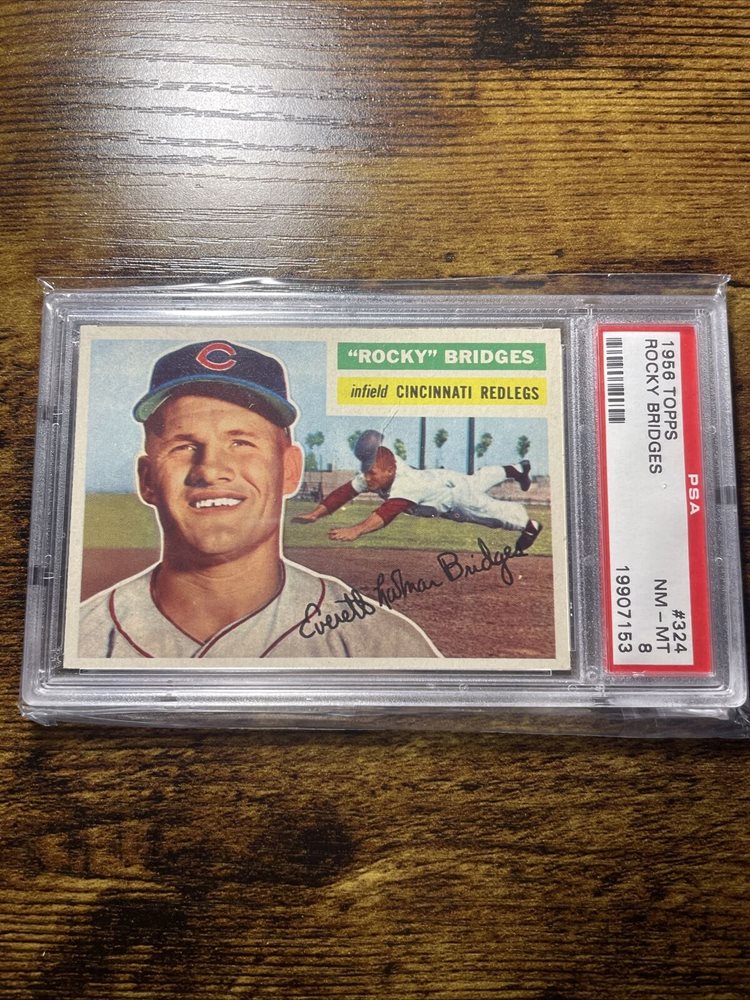 C
"ROCKY" BRIDGES
infield CINCINNATI REDLEGS
Everett Lamar Bridges
1956 TOPPS
ROCKY BRIDGES
PSA
#324
NM-MT
8
19907153